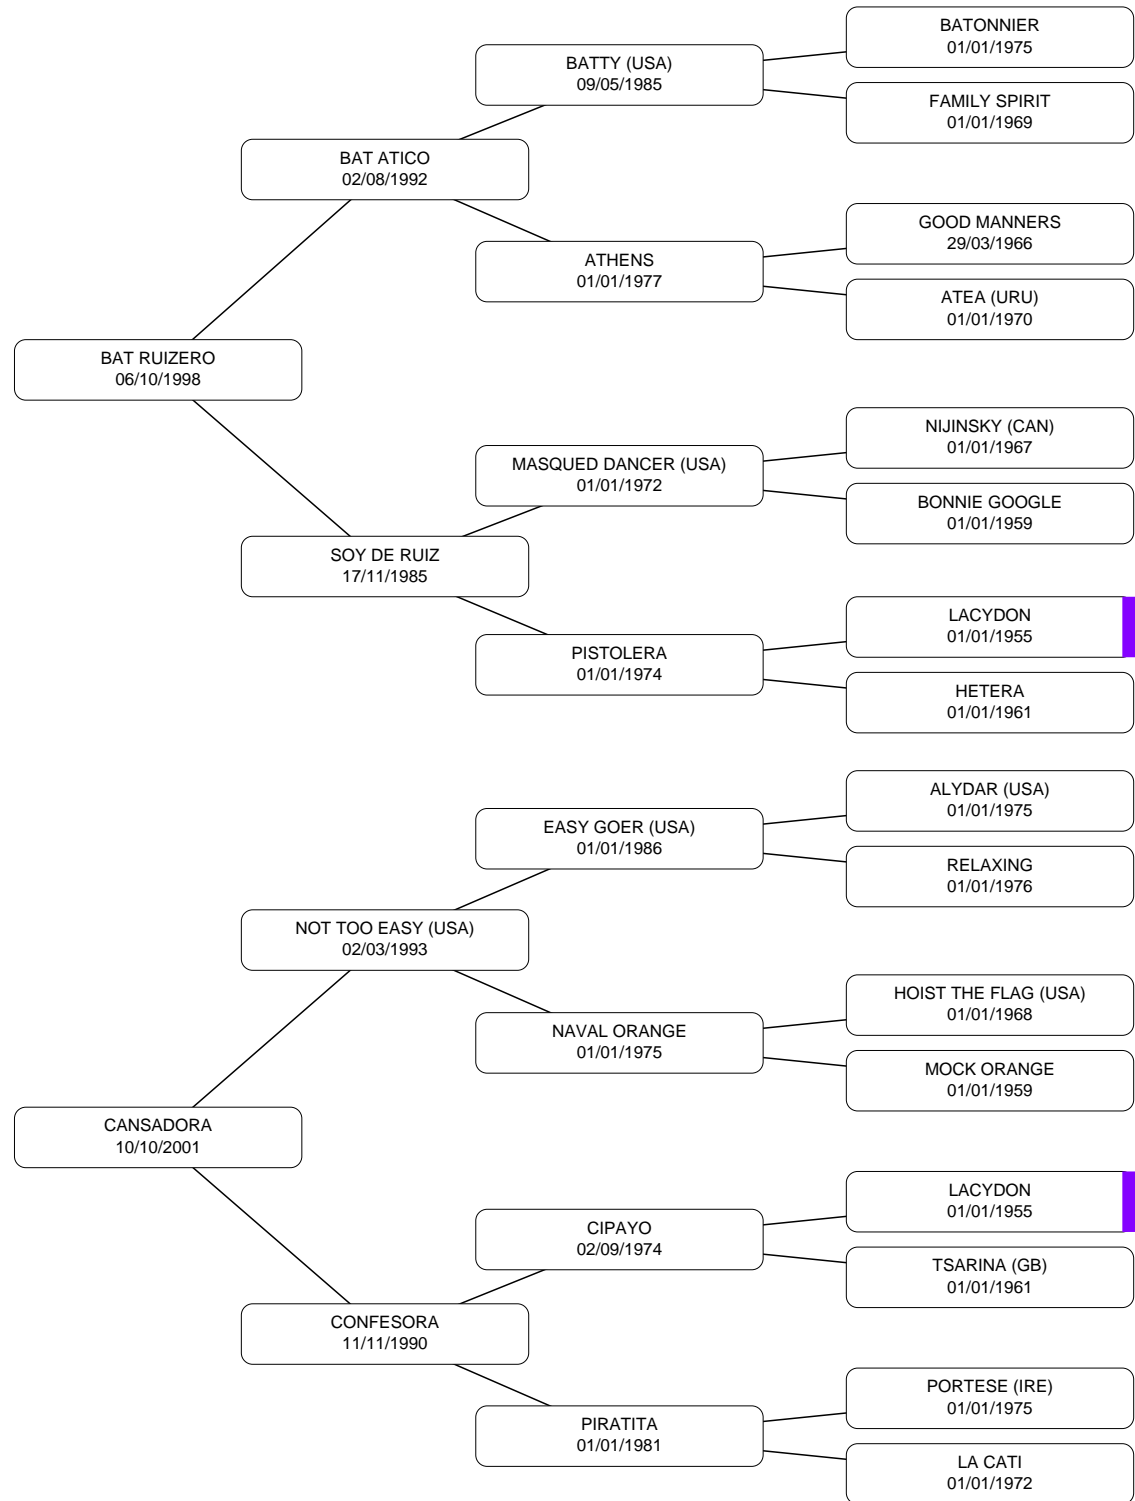 BATONNIER
01/01/1975
BATTY (USA)
09/05/1985
FAMILY SPIRIT
01/01/1969
BAT ATICO
02/08/1992
GOOD MANNERS
29/03/1966
ATHENS
01/01/1977
ATEA (URU)
01/01/1970
BAT RUIZERO
06/10/1998
NIJINSKY (CAN)
01/01/1967
MASQUED DANCER (USA)
01/01/1972
BONNIE GOOGLE
01/01/1959
SOY DE RUIZ
17/11/1985
LACYDON
01/01/1955
PISTOLERA
01/01/1974
HETERA
01/01/1961
ALYDAR (USA)
01/01/1975
EASY GOER (USA)
01/01/1986
RELAXING
01/01/1976
NOT TOO EASY (USA)
02/03/1993
HOIST THE FLAG (USA)
01/01/1968
NAVAL ORANGE
01/01/1975
MOCK ORANGE
01/01/1959
CANSADORA
10/10/2001
LACYDON
01/01/1955
CIPAYO
02/09/1974
TSARINA (GB)
01/01/1961
CONFESORA
11/11/1990
PORTESE (IRE)
01/01/1975
PIRATITA
01/01/1981
LA CATI
01/01/1972